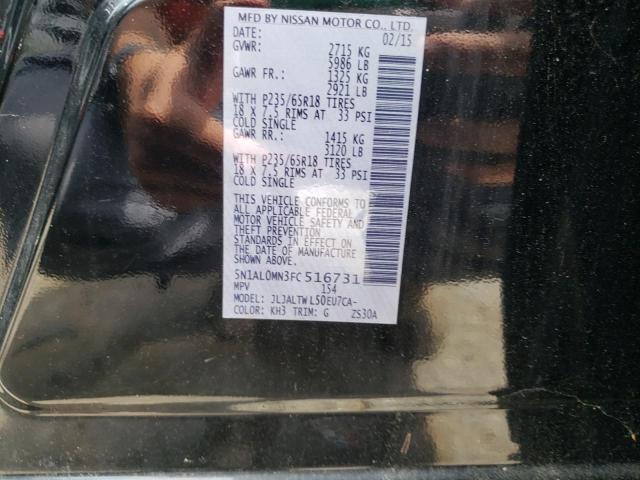 MFD BY NISSAN MOTOR CO., LTD.
DATE: 02/15
GVWR: 2715 KG
5986 LB
GAWR FR.: 1325 KG
2921 LB
WITH P235/65R18 TIRES
18 X 7.5 RIMS AT 33 PSI
COLD SINGLE
GAWR RR.: 1415 KG
3120 LB
WITH P235/65R18 TIRES
18 X 7.5 RIMS AT 33 PSI
COLD SINGLE
THIS VEHICLE CONFORMS TO
ALL APPLICABLE FEDERAL
MOTOR VEHICLE SAFETY AND
THEFT PREVENTION
STANDARDS IN EFFECT ON
THE DATE OF MANUFACTURE
SHOWN ABOVE.
5N1AL0MN3FC516731
MPV 154
MODEL: JLJALTWL50EU7CA-
COLOR: KH3 TRIM: G ZS30A